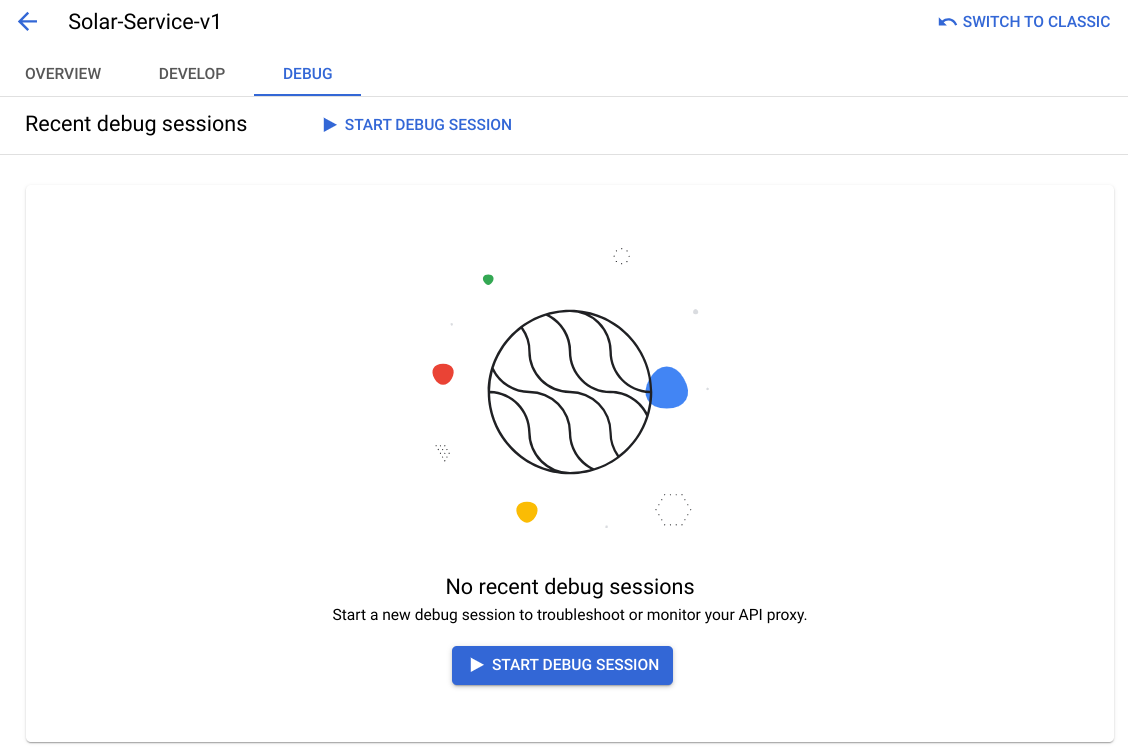 Solar-Service-v1
SWITCH TO CLASSIC
OVERVIEW
DEVELOP
DEBUG
Recent debug sessions
START DEBUG SESSION
No recent debug sessions
Start a new debug session to troubleshoot or monitor your API proxy.
START DEBUG SESSION